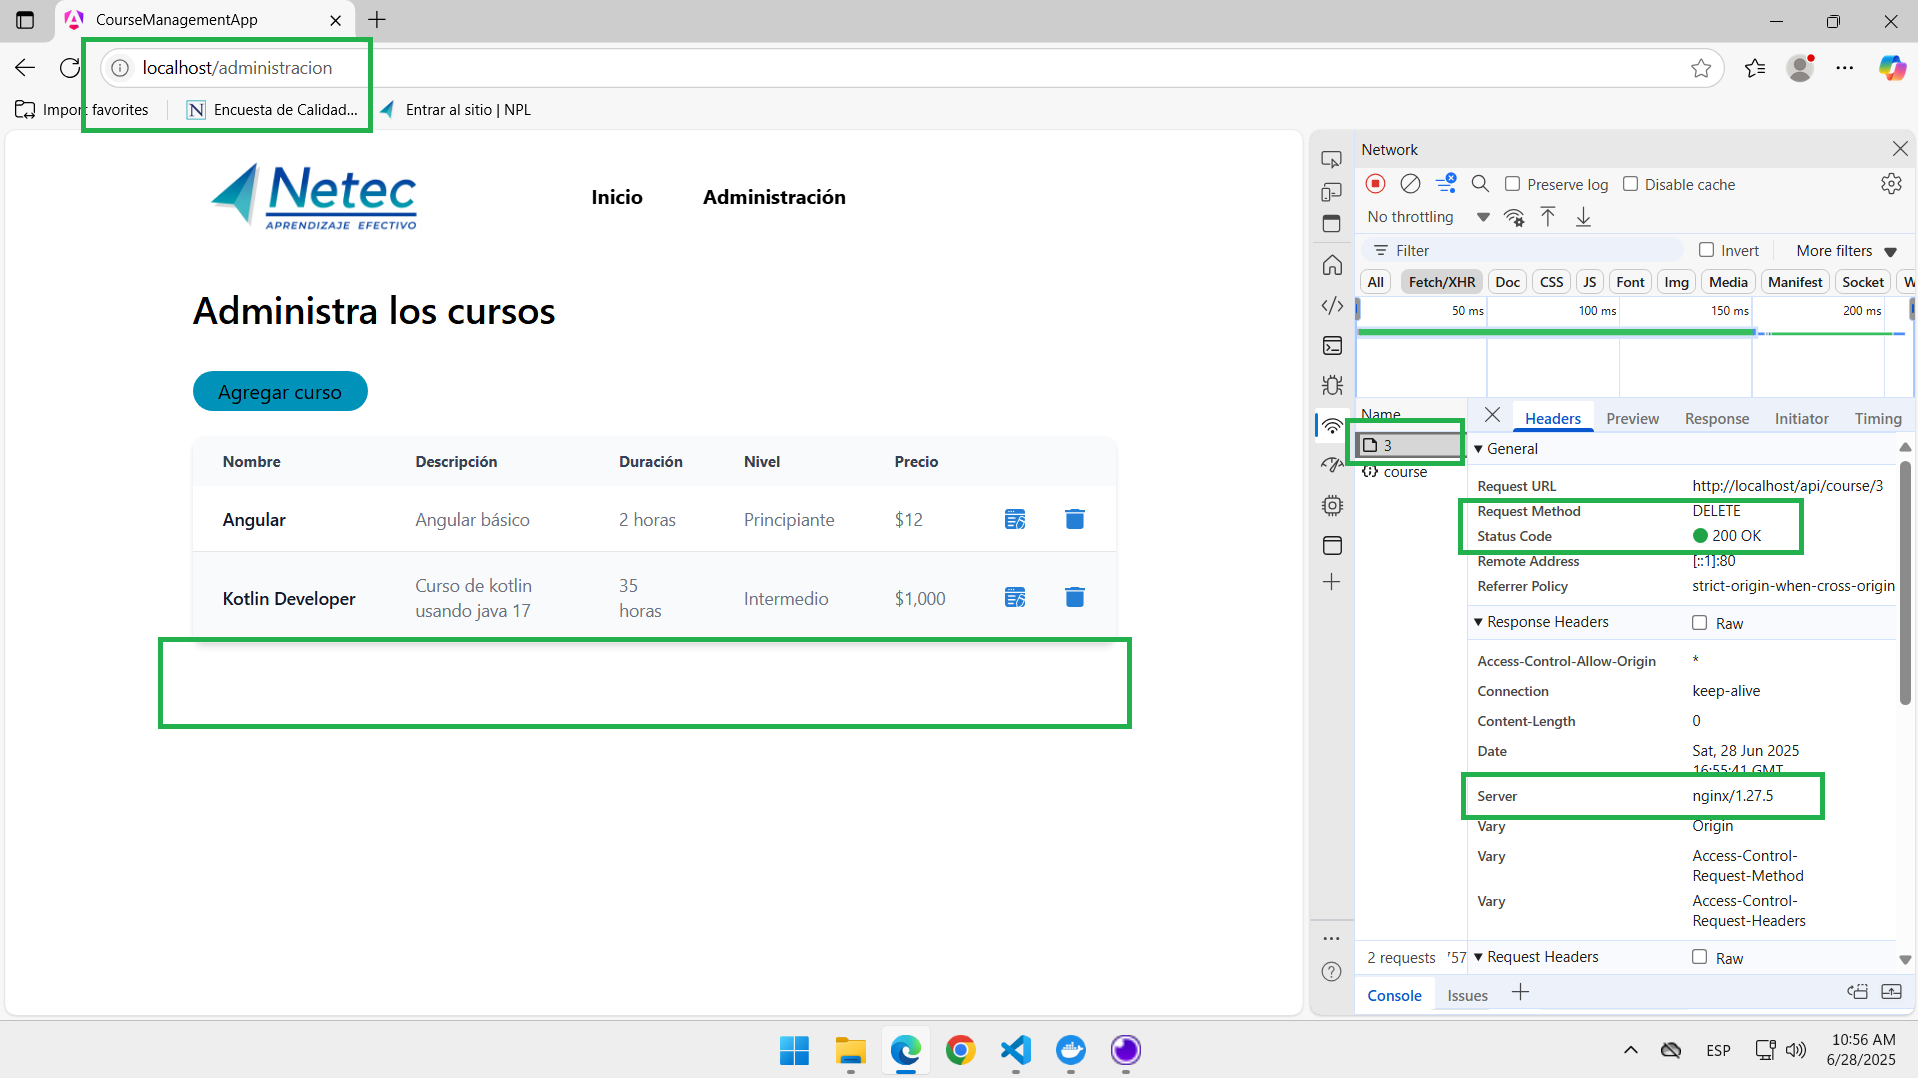 CourseManagementApp
localhost/administracion
Import favorites
Encuesta de Calidad...
Entrar al sitio | NPL
Netec
APRENDIZAJE EFECTIVO
Inicio
Administración
Administra los cursos
Agregar curso
Nombre Descripción Duración Nivel Precio
Angular Angular básico 2 horas Principiante $12
Kotlin Developer Curso de kotlin usando java 17 35 horas Intermedio $1,000
Network
Preserve log
Disable cache
No throttling
Filter
Invert
More filters
All Fetch/XHR Doc CSS JS Font Img Media Manifest Socket W
50 ms 100 ms 150 ms 200 ms
Name
3
course
Headers Preview Response Initiator Timing
General
Request URL http://localhost/api/course/3
Request Method DELETE
Status Code 200 OK
Remote Address [::1]:80
Referrer Policy strict-origin-when-cross-origin
Response Headers Raw
Access-Control-Allow-Origin *
Connection keep-alive
Content-Length 0
Date Sat, 28 Jun 2025
16:55:41 GMT
Server nginx/1.27.5
Vary Origin
Vary Access-Control-
Request-Method
Vary Access-Control-
Request-Headers
Request Headers Raw
2 requests 757
Console Issues
ESP
10:56 AM
6/28/2025